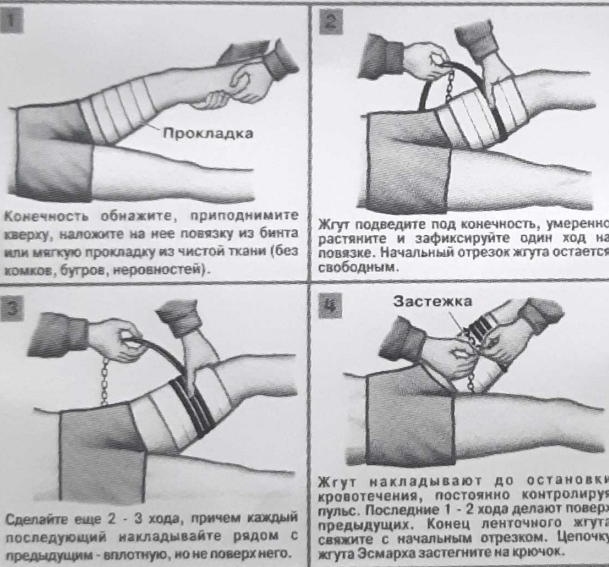 1
Прокладка
Конечность обнажите, приподнимите
кверху, наложите на нее повязку из бинта
или мягкую прокладку из чистой ткани (без
комков, бугров, неровностей).
2
Жгут подведите под конечность, умеренно
растяните и зафиксируйте один ход на
повязке. Начальный отрезок жгута остается
свободным.
3
Сделайте еще 2 - 3 хода, причем каждый
последующий накладывайте рядом с
предыдущим - вплотную, но не поверх него.
4
Застежка
Жгут накладывают до остановки
кровотечения, постоянно контролируя
пульс. Последние 1 - 2 хода делают поверх
предыдущих. Конец ленточного жгута
свяжите с начальным отрезком. Цепочку
жгута Эсмарха застегните на крючок.